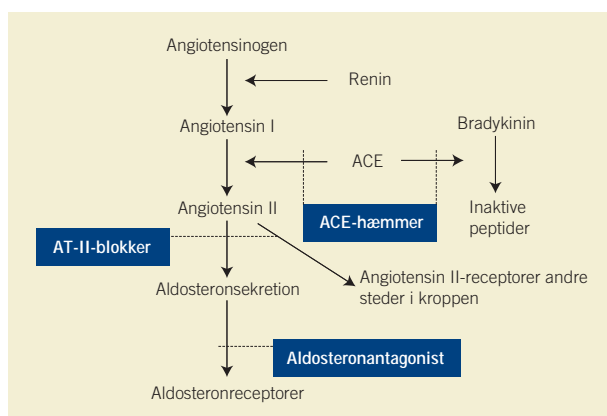 Angiotensinogen
Renin
Angiotensin I
Bradykinin
ACE
Angiotensin II
ACE-hæmmer
Inaktive
peptider
AT-II-blokker
Angiotensin II-receptorer andre
steder i kroppen
Aldosteronsekretion
Aldosteronantagonist
Aldosteronreceptorer